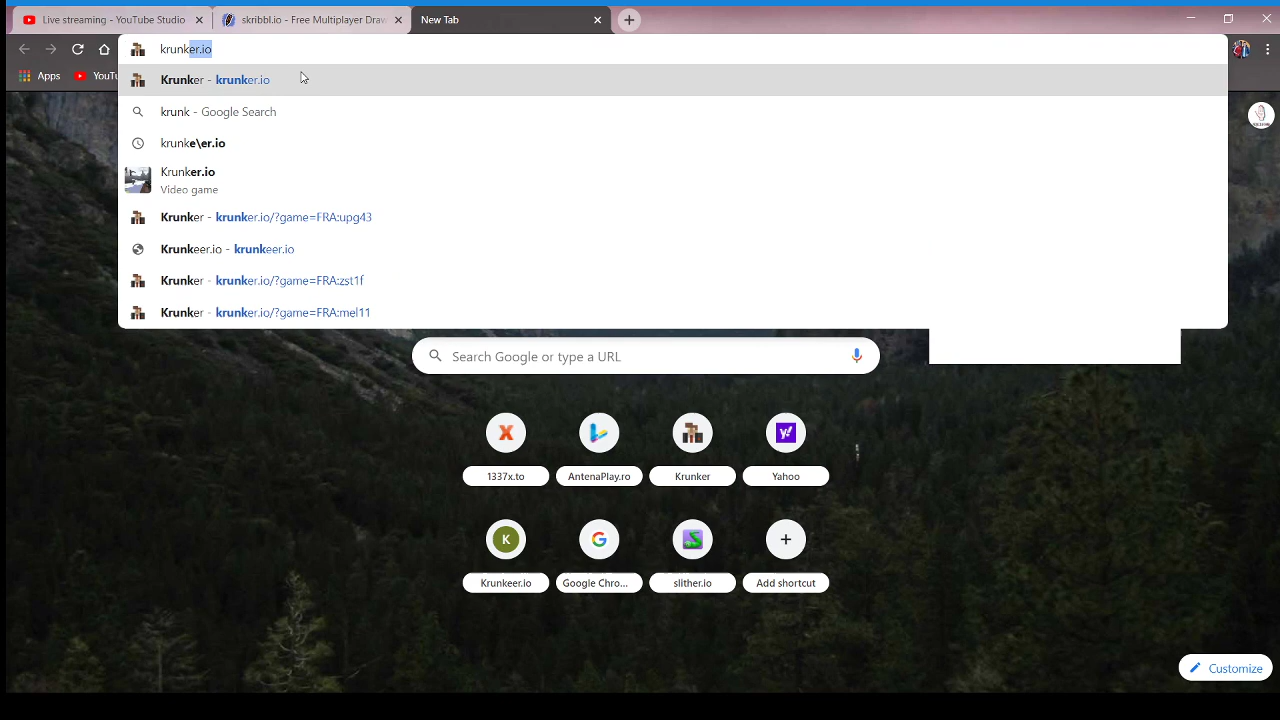 Live streaming - YouTube Studio
skribbl.io - Free Multiplayer Draw
New Tab
krunker.io
Apps
YouTu
Krunker - krunker.io
krunk - Google Search
krunke\er.io
Krunker.io
Video game
Krunker - krunker.io/?game=FRA:upg43
Krunkeer.io - krunkeer.io
Krunker - krunker.io/?game=FRA:zst1f
Krunker - krunker.io/?game=FRA:mel11
Search Google or type a URL
X
y!
1337x.to
AntenaPlay.ro
Krunker
Yahoo
K
G
Krunkeer.io
Google Chro...
slither.io
Add shortcut
Customize